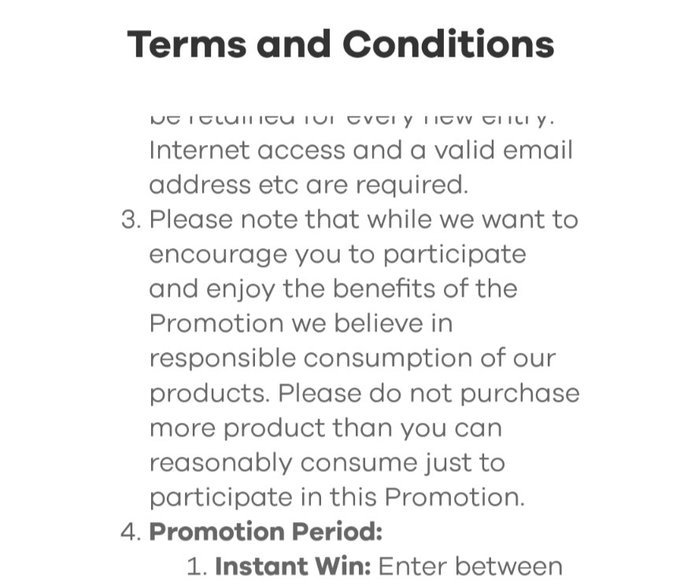 Terms and Conditions
be retained for every new entry.
Internet access and a valid email
address etc are required.
3. Please note that while we want to
encourage you to participate
and enjoy the benefits of the
Promotion we believe in
responsible consumption of our
products. Please do not purchase
more product than you can
reasonably consume just to
participate in this Promotion.
4. Promotion Period:
1. Instant Win: Enter between